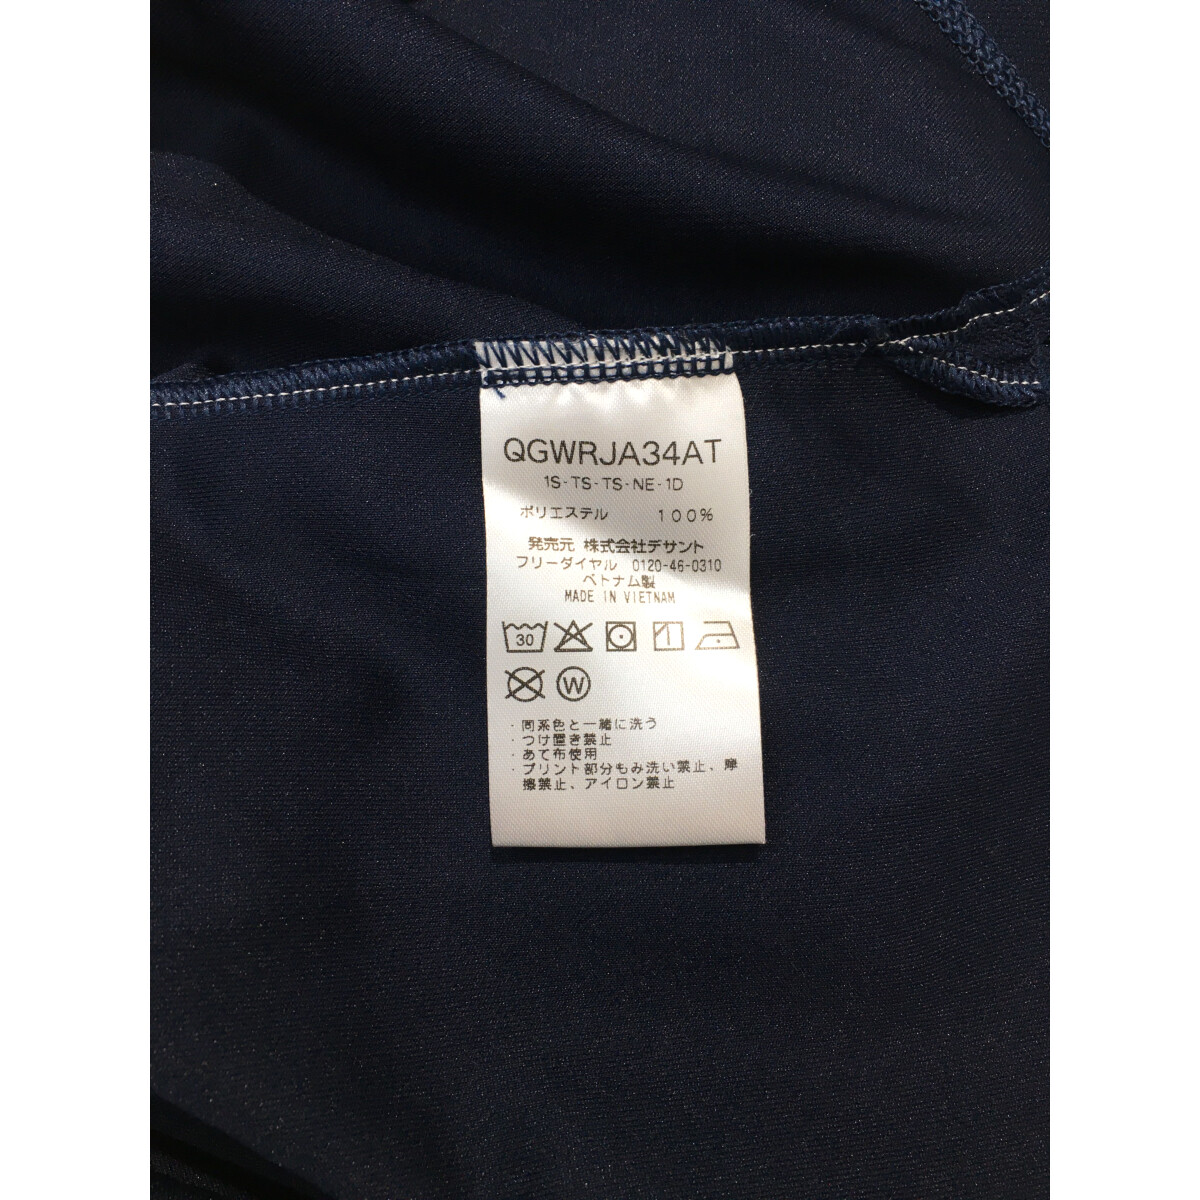 QGWRJA34AT
1S-TS-TS-NE-1D
ポリエステル 100%
発売元 株式会社デサント
フリーダイヤル 0120-46-0310
ベトナム製
MADE IN VIETNAM
30
W
・同系色と一緒に洗う
・つけ置き禁止
・あて布使用
・プリント部分もみ洗い禁止、摩
擦禁止、アイロン禁止